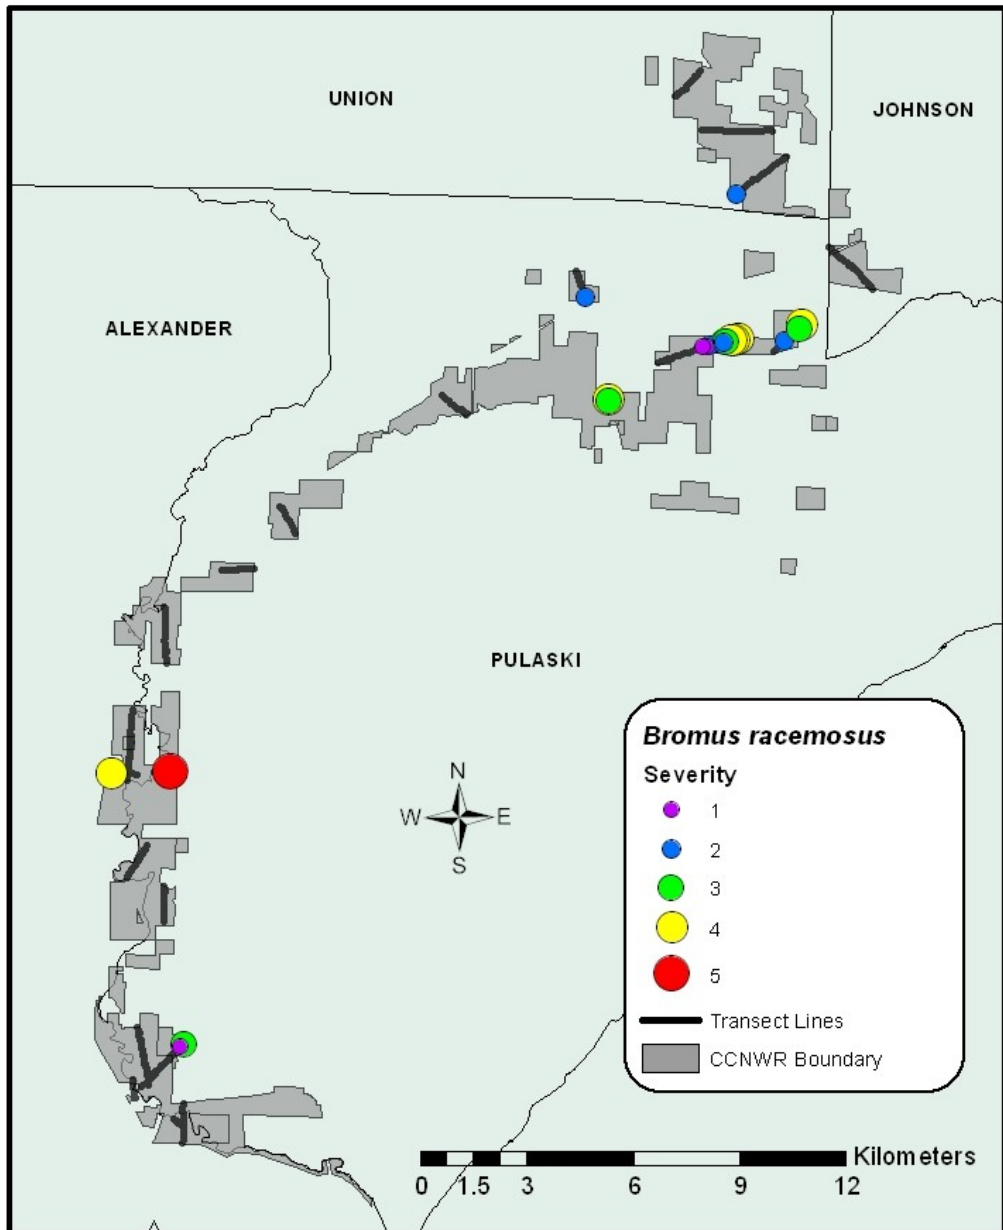 UNION
JOHNSON
ALEXANDER
PULASKI
N
W E
S
Bromus racemosus
Severity
1
2
3
4
5
Transect Lines
CCNWR Boundary
Kilometers
0 1.5 3 6 9 12